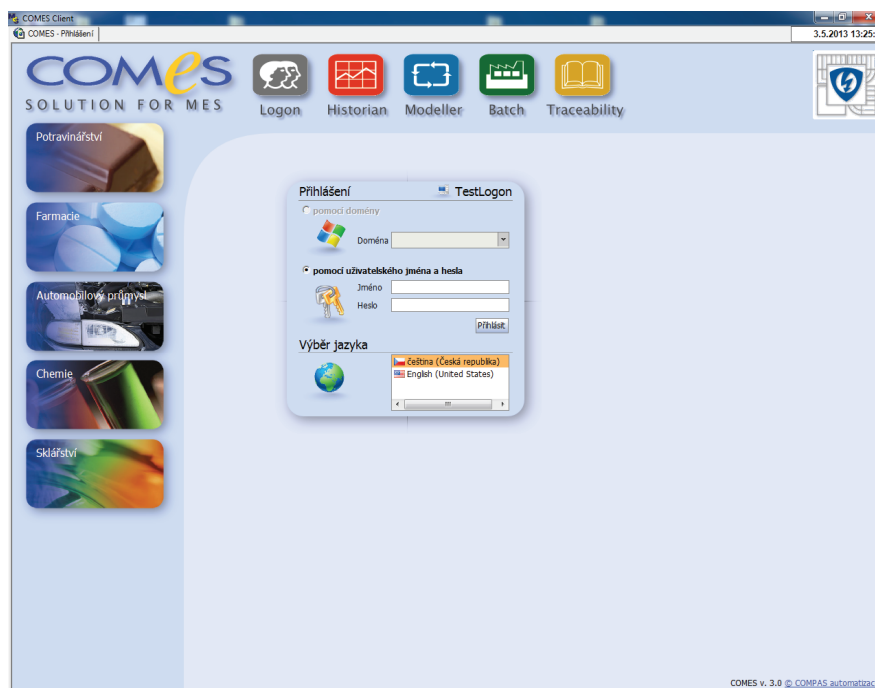 COMES Client
COMES - Přihlášení
3.5.2013 13:25:
COMeS
SOLUTION FOR MES
Logon
Historian
Modeller
Batch
Traceability
Potravinářství
Farmacie
Automobilový průmysl
Chemie
Sklářství
Přihlášení
TestLogon
pomocí domény
Doména
pomocí uživatelského jména a hesla
Jméno
Heslo
Přihlásit
Výběr jazyka
čeština (Česká republika)
English (United States)
COMES v. 3.0 © COMPAS automatizac